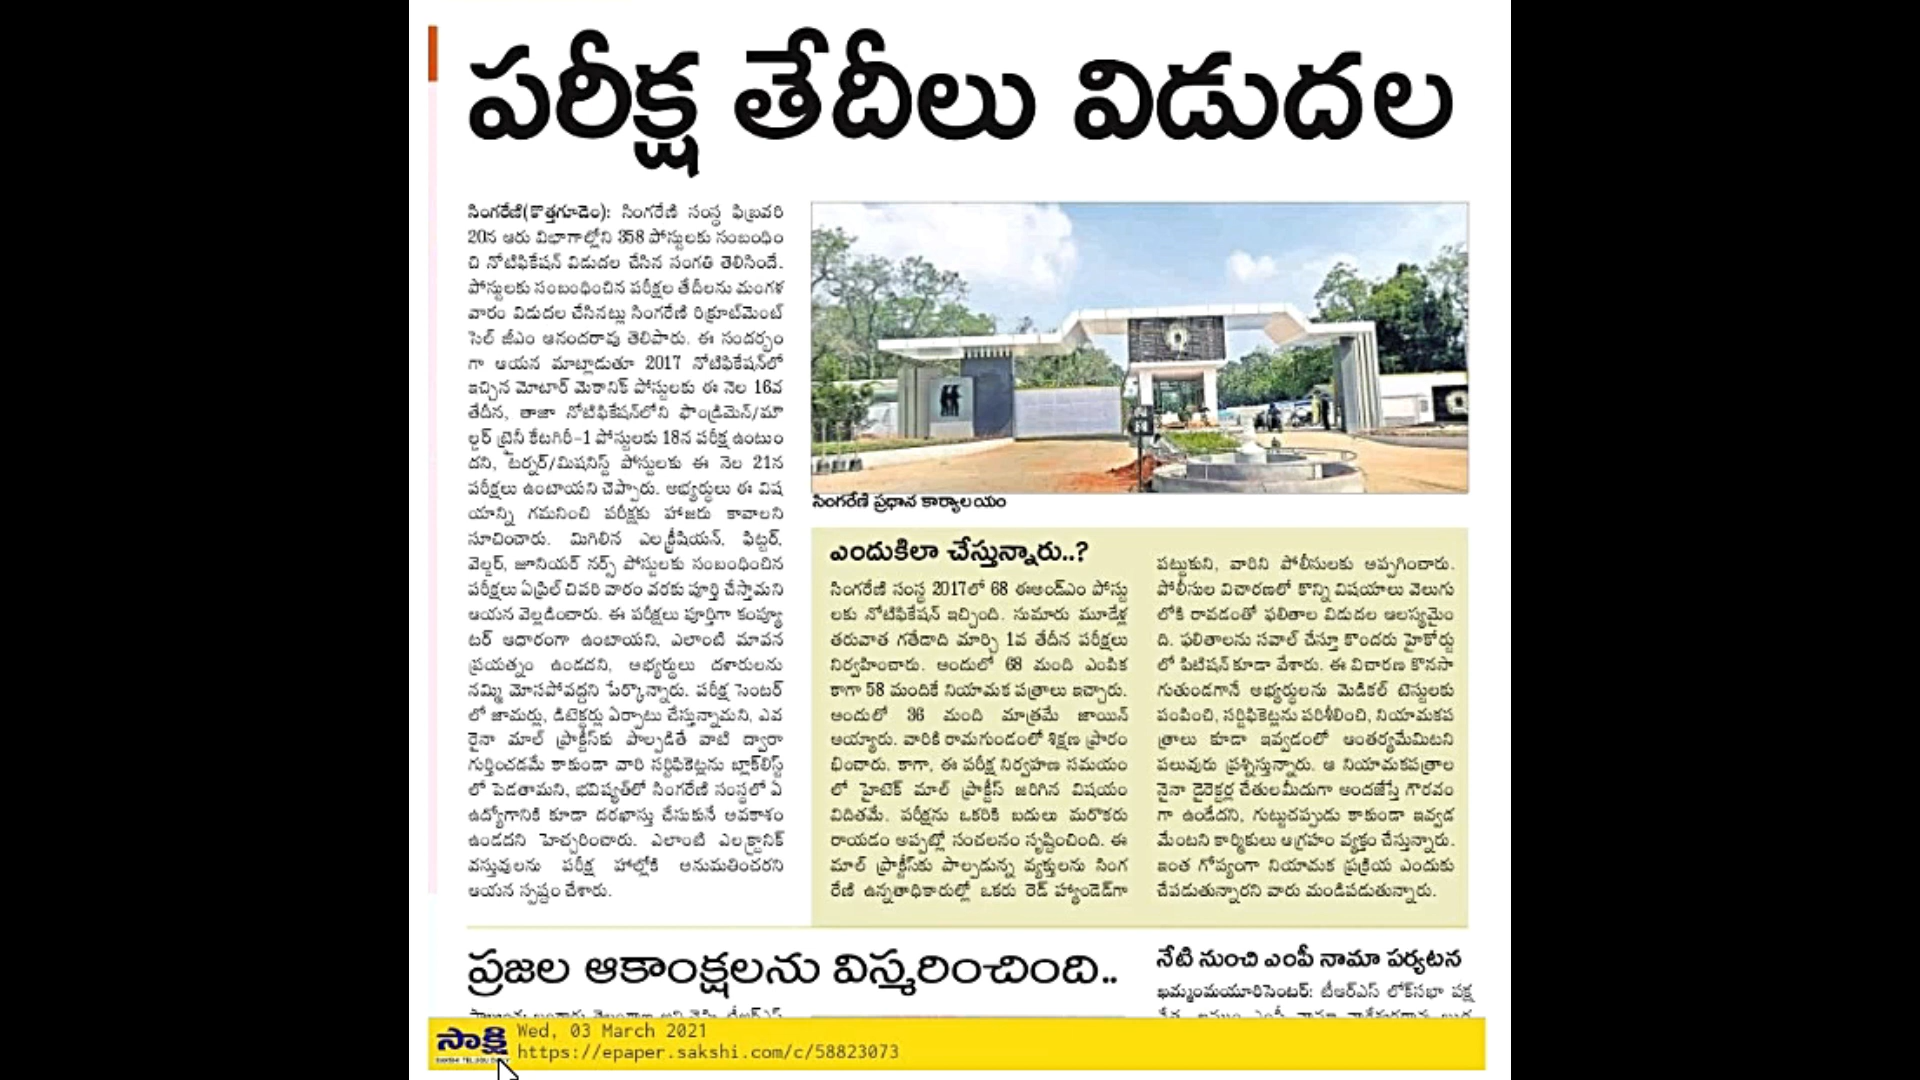 పరీక్ష తేదీలు విడుదల
సింగరేణి(కొత్తగూడెం): సింగరేణి సంస్థ ఫిబ్రవరి
20న ఆరు విభాగాల్లోని 358 పోస్టులకు సంబంధిం
చి నోటిఫికేషన్ విడుదల చేసిన సంగతి తెలిసిందే.
పోస్టులకు సంబంధించిన పరీక్షల తేదీలను మంగళ
వారం విడుదల చేసినట్లు సింగరేణి రిక్రూట్‌మెంట్
సెల్ జీఎం ఆనందరావు తెలిపారు. ఈ సందర్భం
గా ఆయన మాట్లాడుతూ 2017 నోటిఫికేషన్‌లో
ఇచ్చిన మోటార్ మెకానిక్ పోస్టులకు ఈ నెల 16వ
తేదీన, తాజా నోటిఫికేషన్‌లోని ఫౌండ్రిమెన్/మౌ
ల్డర్ ట్రైనీ కేటగిరీ-1 పోస్టులకు 18న పరీక్ష ఉంటుం
దని, టర్నర్/మిషనిస్ట్ పోస్టులకు ఈ నెల 21న
పరీక్షలు ఉంటాయని చెప్పారు. అభ్యర్థులు ఈ విష
యాన్ని గమనించి పరీక్షకు హాజరు కావాలని
సూచించారు. మిగిలిన ఎలక్ట్రీషియన్, ఫిట్టర్,
వెల్డర్, జూనియర్ నర్స్ పోస్టులకు సంబంధించిన
పరీక్షలు ఏప్రిల్ చివరి వారం వరకు పూర్తి చేస్తామని
ఆయన వెల్లడించారు. ఈ పరీక్షలు పూర్తిగా కంప్యూ
టర్ ఆధారంగా ఉంటాయని, ఎలాంటి మానవ
ప్రయత్నం ఉండదని, అభ్యర్థులు దళారులను
నమ్మి మోసపోవద్దని పేర్కొన్నారు. పరీక్ష సెంటర్
లో జామర్లు, డిటెక్టర్లు ఏర్పాటు చేస్తున్నామని, ఎవ
రైనా మాల్ ప్రాక్టీస్‌కు పాల్పడితే వాటి ద్వారా
గుర్తించడమే కాకుండా వారి సర్టిఫికెట్లను బ్లాక్‌లిస్ట్
లో పెడతామని, భవిష్యత్‌లో సింగరేణి సంస్థలో ఏ
ఉద్యోగానికి కూడా దరఖాస్తు చేసుకునే అవకాశం
ఉండదని హెచ్చరించారు. ఎలాంటి ఎలక్ట్రానిక్
వస్తువులను పరీక్ష హాల్లోకి అనుమతించరని
ఆయన స్పష్టం చేశారు.
సింగరేణి ప్రధాన కార్యాలయం
ఎందుకిలా చేస్తున్నారు..?
సింగరేణి సంస్థ 2017లో 68 ఈఅండ్ఎం పోస్టు
లకు నోటిఫికేషన్ ఇచ్చింది. సుమారు మూడేళ్ల
తరువాత గతేడాది మార్చి 1వ తేదీన పరీక్షలు
నిర్వహించారు. అందులో 68 మంది ఎంపిక
కాగా 58 మందికే నియామక పత్రాలు ఇచ్చారు.
అందులో 36 మంది మాత్రమే జాయిన్
అయ్యారు. వారికి రామగుండంలో శిక్షణ ప్రారం
భించారు. కాగా, ఈ పరీక్ష నిర్వహణ సమయం
లో హైటెక్ మాల్ ప్రాక్టీస్ జరిగిన విషయం
విదితమే. పరీక్షను ఒకరికి బదులు మరొకరు
రాయడం అప్పట్లో సంచలనం సృష్టించింది. ఈ
మాల్ ప్రాక్టీస్‌కు పాల్పడున్న వ్యక్తులను సింగ
రేణి ఉన్నతాధికారుల్లో ఒకరు రెడ్ హ్యాండెడ్‌గా
పట్టుకుని, వారిని పోలీసులకు అప్పగించారు.
పోలీసుల విచారణలో కొన్ని విషయాలు వెలుగు
లోకి రావడంతో ఫలితాల విడుదల ఆలస్యమైం
ది. ఫలితాలను సవాల్ చేస్తూ కొందరు హైకోర్టు
లో పిటిషన్ కూడా వేశారు. ఈ విచారణ కొనసా
గుతుండగానే అభ్యర్థులను మెడికల్ టెస్టులకు
పంపించి, సర్టిఫికెట్లను పరిశీలించి, నియామకప
త్రాలు కూడా ఇవ్వడంలో ఆంతర్యమేమిటని
పలువురు ప్రశ్నిస్తున్నారు. ఆ నియామకపత్రాల
నైనా డైరెక్టర్ల చేతులమీదుగా అందజేస్తే గౌరవం
గా ఉండేదని, గుట్టుచప్పుడు కాకుండా ఇవ్వడ
మేంటని కార్మికులు ఆగ్రహం వ్యక్తం చేస్తున్నారు.
ఇంత గోప్యంగా నియామక ప్రక్రియ ఎందుకు
చేపడుతున్నారని వారు మండిపడుతున్నారు.
ప్రజల ఆకాంక్షలను విస్మరించింది..
నేటి నుంచి ఎంపీ నామా పర్యటన
ఖమ్మంమయూరిసెంటర్: టీఆర్ఎస్ లోక్‌సభా పక్ష
సాక్షి
Wed, 03 March 2021
https://epaper.sakshi.com/c/58823073